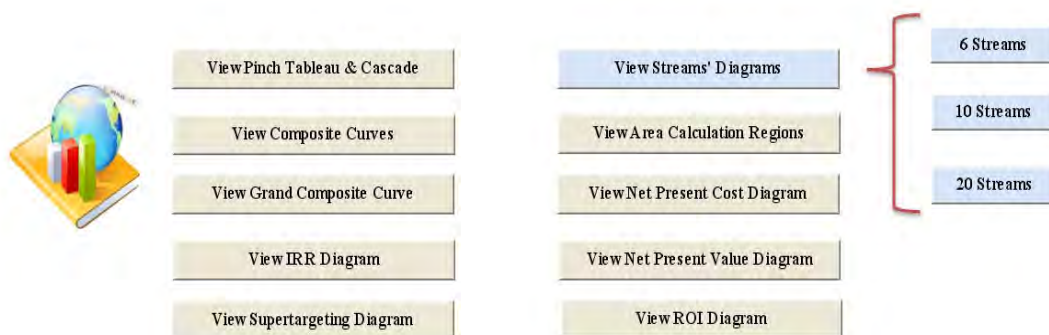 View Pinch Tableau & Cascade
View Streams' Diagrams
6 Streams
View Composite Curves
View Area Calculation Regions
10 Streams
View Grand Composite Curve
View Net Present Cost Diagram
20 Streams
View IRR Diagram
View Net Present Value Diagram
View Supertargeting Diagram
View ROI Diagram